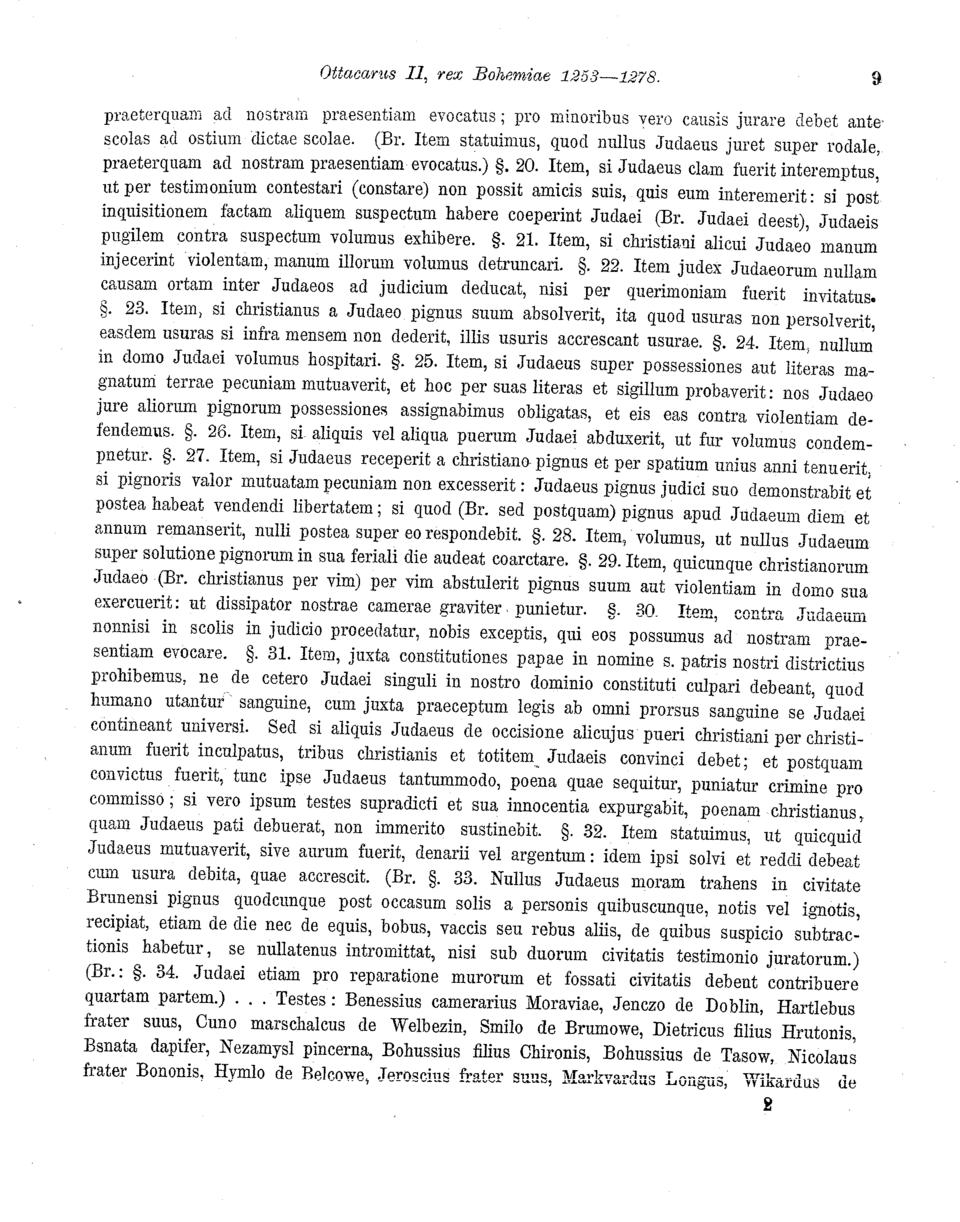 Ottacarus II, rex Bohemiae 1253—1278. 9
praeterquam ad nostram praesentiam evocatus; pro minoribus vero causis jurare debet ante
scolas ad ostium dictae scolae. (Br. Item statuimus, quod nullus Judaeus juret super rodale,
praeterquam ad nostram praesentiam evocatus.) §. 20. Item, si Judaeus clam fuerit interemptus,
ut per testimonium contestari (constare) non possit amicis suis, quis eum interemerit: si post
inquisitionem factam aliquem suspectum habere coeperint Judaei (Br. Judaei deest), Judaeis
pugilem contra suspectum volumus exhibere. §. 21. Item, si christiani alicui Judaeo manum
injecerint violentam, manum illorum volumus detruncari. §. 22. Item judex Judaeorum nullam
causam ortam inter Judaeos ad judicium deducat, nisi per querimoniam fuerit invitatus.
§. 23. Item, si christianus a Judaeo pignus suum absolverit, ita quod usuras non persolverit,
easdem usuras si infra mensem non dederit, illis usuris accrescant usurae. §. 24. Item, nullum
in domo Judaei volumus hospitari. §. 25. Item, si Judaeus super possessiones aut literas ma-
gnatum terrae pecuniam mutuaverit, et hoc per suas literas et sigillum probaverit: nos Judaeo
jure aliorum pignorum possessiones assignabimus obligatas, et eis eas contra violentiam de-
fendemus. §. 26. Item, si aliquis vel aliqua puerum Judaei abduxerit, ut fur volumus condem-
pnetur. §. 27. Item, si Judaeus receperit a christiano pignus et per spatium unius anni tenuerit,
si pignoris valor mutuatam pecuniam non excesserit: Judaeus pignus judici suo demonstrabit et
postea habeat vendendi libertatem; si quod (Br. sed postquam) pignus apud Judaeum diem et
annum remanserit, nulli postea super eo respondebit. §. 28. Item, volumus, ut nullus Judaeum
super solutione pignorum in sua feriali die audeat coarctare. §. 29. Item, quicunque christianorum
Judaeo (Br. christianus per vim) per vim abstulerit pignus suum aut violentiam in domo sua
exercuerit: ut dissipator nostrae camerae graviter punietur. §. 30. Item, contra Judaeum
nonnisi in scolis in judicio procedatur, nobis exceptis, qui eos possumus ad nostram prae-
sentiam evocare. §. 31. Item, juxta constitutiones papae in nomine s. patris nostri districtius
prohibemus, ne de cetero Judaei singuli in nostro dominio constituti culpari debeant, quod
humano utantur sanguine, cum juxta praeceptum legis ab omni prorsus sanguine se Judaei
contineant universi. Sed si aliquis Judaeus de occisione alicujus pueri christiani per christi-
anum fuerit inculpatus, tribus christianis et totitem Judaeis convinci debet; et postquam
convictus fuerit, tunc ipse Judaeus tantummodo, poena quae sequitur, puniatur crimine pro
commisso; si vero ipsum testes supradicti et sua innocentia expurgabit, poenam christianus,
quam Judaeus pati debuerat, non immerito sustinebit. §. 32. Item statuimus, ut quicquid
Judaeus mutuaverit, sive aurum fuerit, denarii vel argentum: idem ipsi solvi et reddi debeat
cum usura debita, quae accrescit. (Br. §. 33. Nullus Judaeus moram trahens in civitate
Brunensi pignus quodcunque post occasum solis a personis quibuscunque, notis vel ignotis,
recipiat, etiam de die nec de equis, bobus, vaccis seu rebus aliis, de quibus suspicio subtrac-
tionis habetur, se nullatenus intromittat, nisi sub duorum civitatis testimonio juratorum.)
(Br.: §. 34. Judaei etiam pro reparatione murorum et fossati civitatis debent contribuere
quartam partem.) . . . Testes: Benessius camerarius Moraviae, Jenczo de Doblin, Hartlebus
frater suus, Cuno marschalcus de Welbezin, Smilo de Brumowe, Dietricus filius Hrutonis,
Bsnata dapifer, Nezamysl pincerna, Bohussius filius Chironis, Bohussius de Tasow, Nicolaus
frater Bononis, Hymlo de Belcowe, Jeroscius frater suus, Markvardus Longus, Wikardus de
2